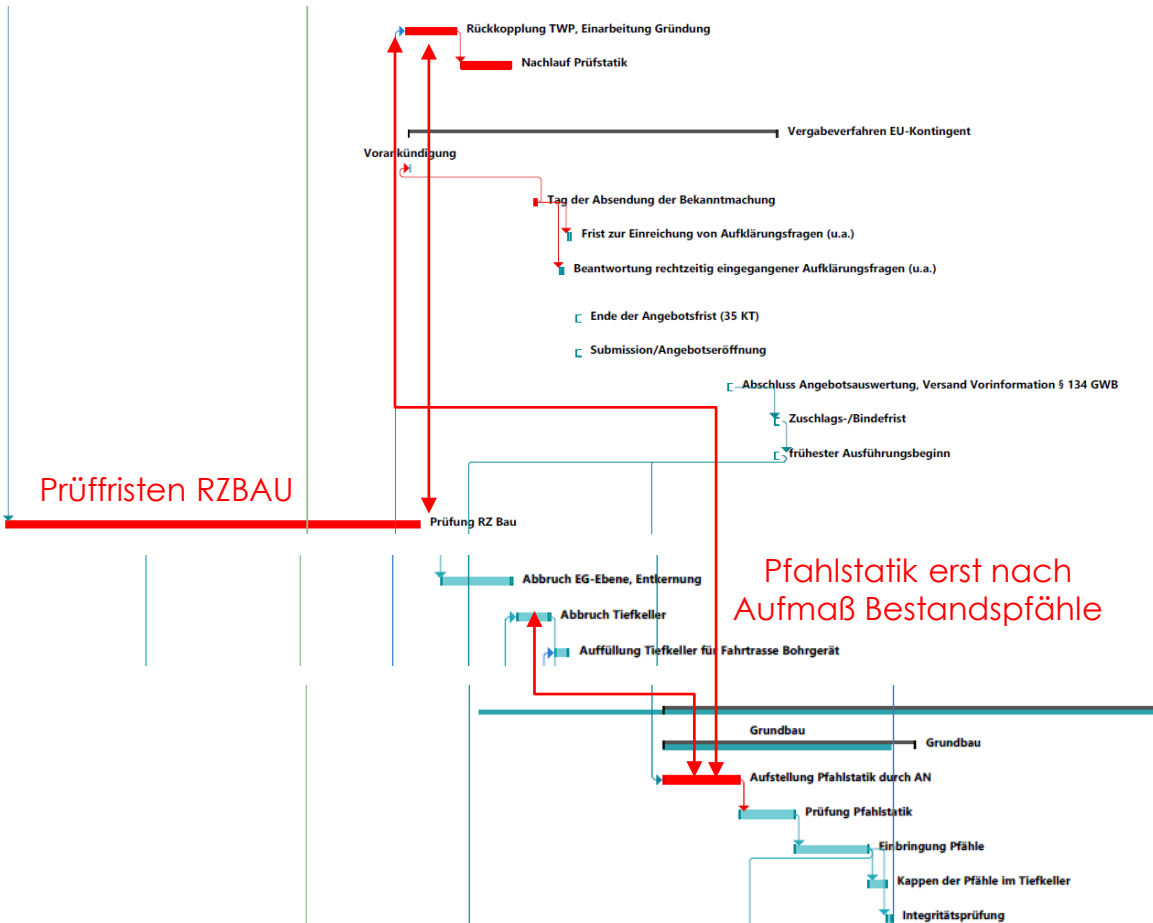 Rückkopplung TWP, Einarbeitung Gründung
Nachlauf Prüfstatik
Vergabeverfahren EU-Kontingent
Vorankündigung
Tag der Absendung der Bekanntmachung
Frist zur Einreichung von Aufklärungsfragen (u.a.)
Beantwortung rechtzeitig eingegangener Aufklärungsfragen (u.a.)
Ende der Angebotsfrist (35 KT)
Submission/Angebotseröffnung
Abschluss Angebotsauswertung, Versand Vorinformation § 134 GWB
Zuschlags-/Bindefrist
frühester Ausführungsbeginn
Prüffristen RZBAU
Prüfung RZ Bau
Abbruch EG-Ebene, Entkernung
Pfahlstatik erst nach
Aufmaß Bestandspfähle
Abbruch Tiefkeller
Auffüllung Tiefkeller für Fahrtrasse Bohrgerät
Grundbau
Grundbau
Aufstellung Pfahlstatik durch AN
Prüfung Pfahlstatik
Einbringung Pfähle
Kappen der Pfähle im Tiefkeller
Integritätsprüfung